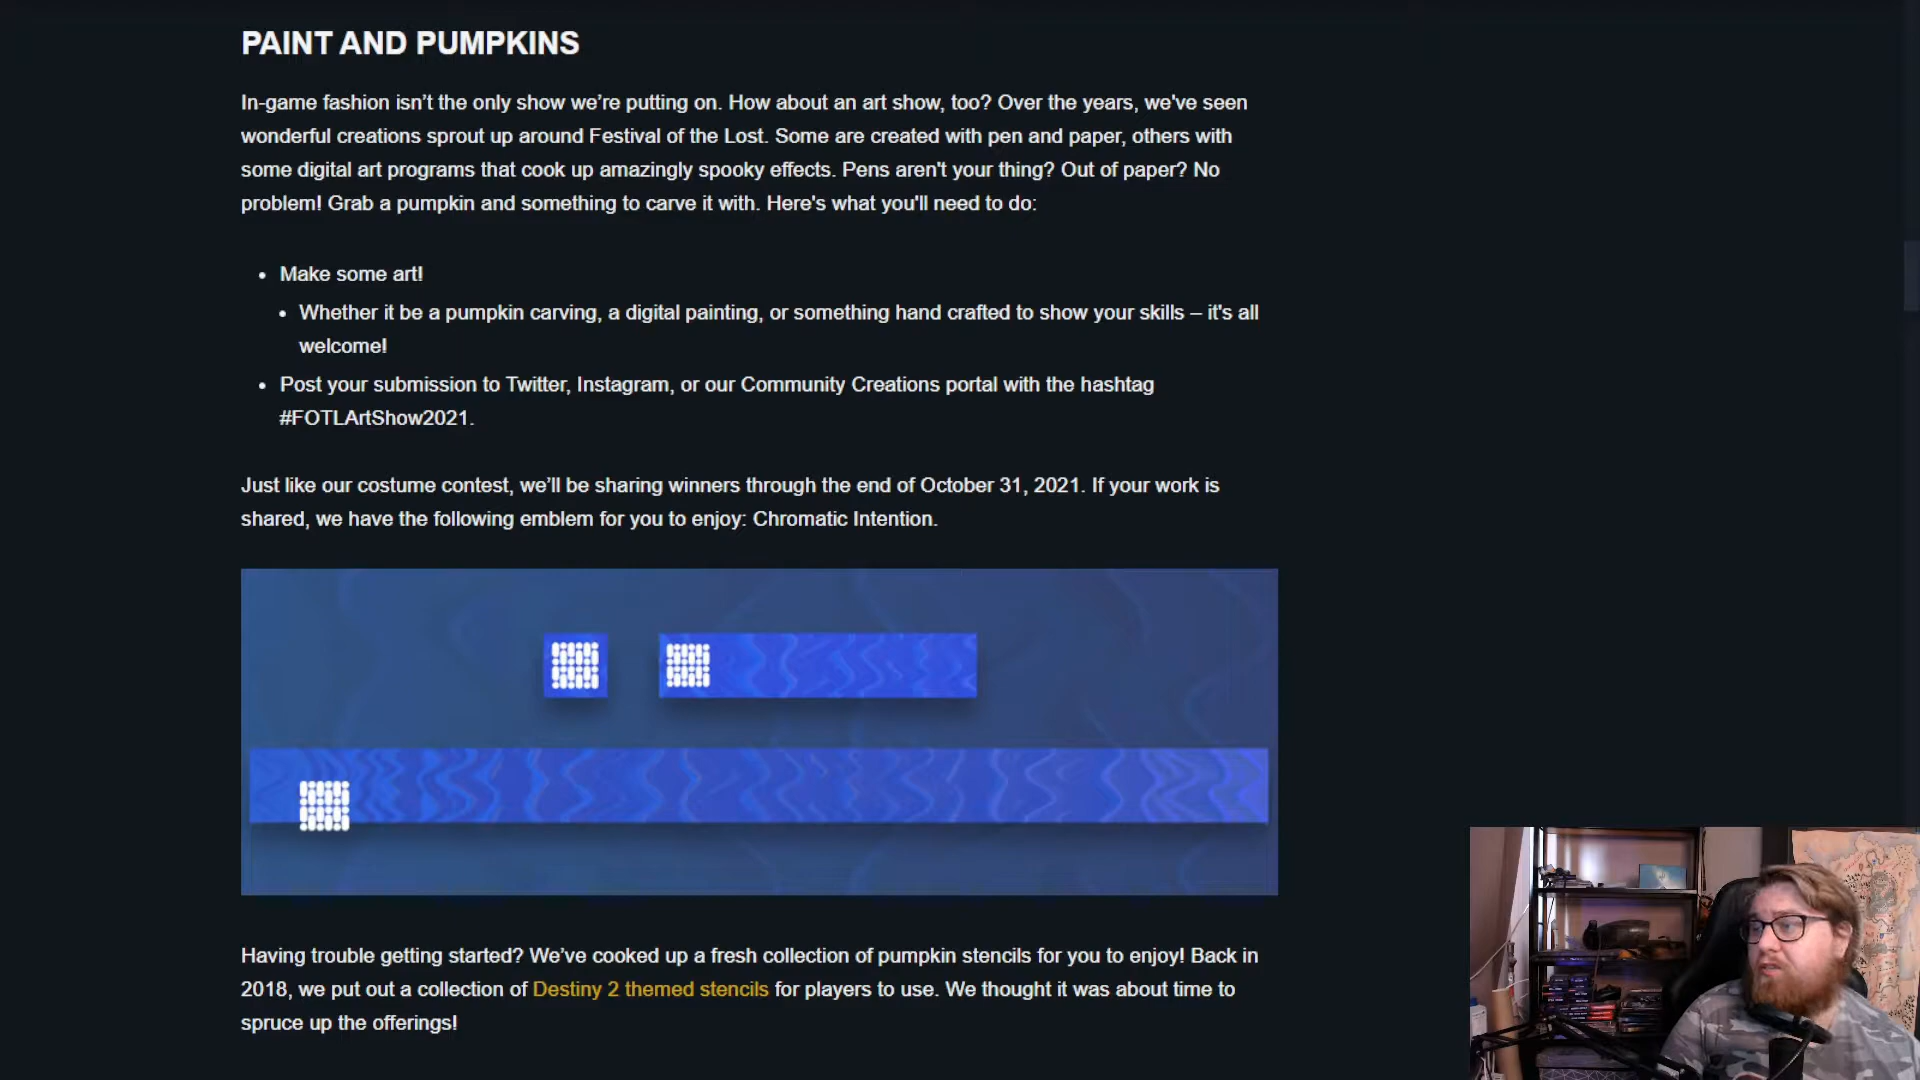 PAINT AND PUMPKINS
In-game fashion isn’t the only show we’re putting on. How about an art show, too? Over the years, we've seen
wonderful creations sprout up around Festival of the Lost. Some are created with pen and paper, others with
some digital art programs that cook up amazingly spooky effects. Pens aren't your thing? Out of paper? No
problem! Grab a pumpkin and something to carve it with. Here's what you'll need to do:
• Make some art!
• Whether it be a pumpkin carving, a digital painting, or something hand crafted to show your skills – it's all
welcome!
• Post your submission to Twitter, Instagram, or our Community Creations portal with the hashtag
#FOTLArtShow2021.
Just like our costume contest, we’ll be sharing winners through the end of October 31, 2021. If your work is
shared, we have the following emblem for you to enjoy: Chromatic Intention.
Having trouble getting started? We’ve cooked up a fresh collection of pumpkin stencils for you to enjoy! Back in
2018, we put out a collection of Destiny 2 themed stencils for players to use. We thought it was about time to
spruce up the offerings!